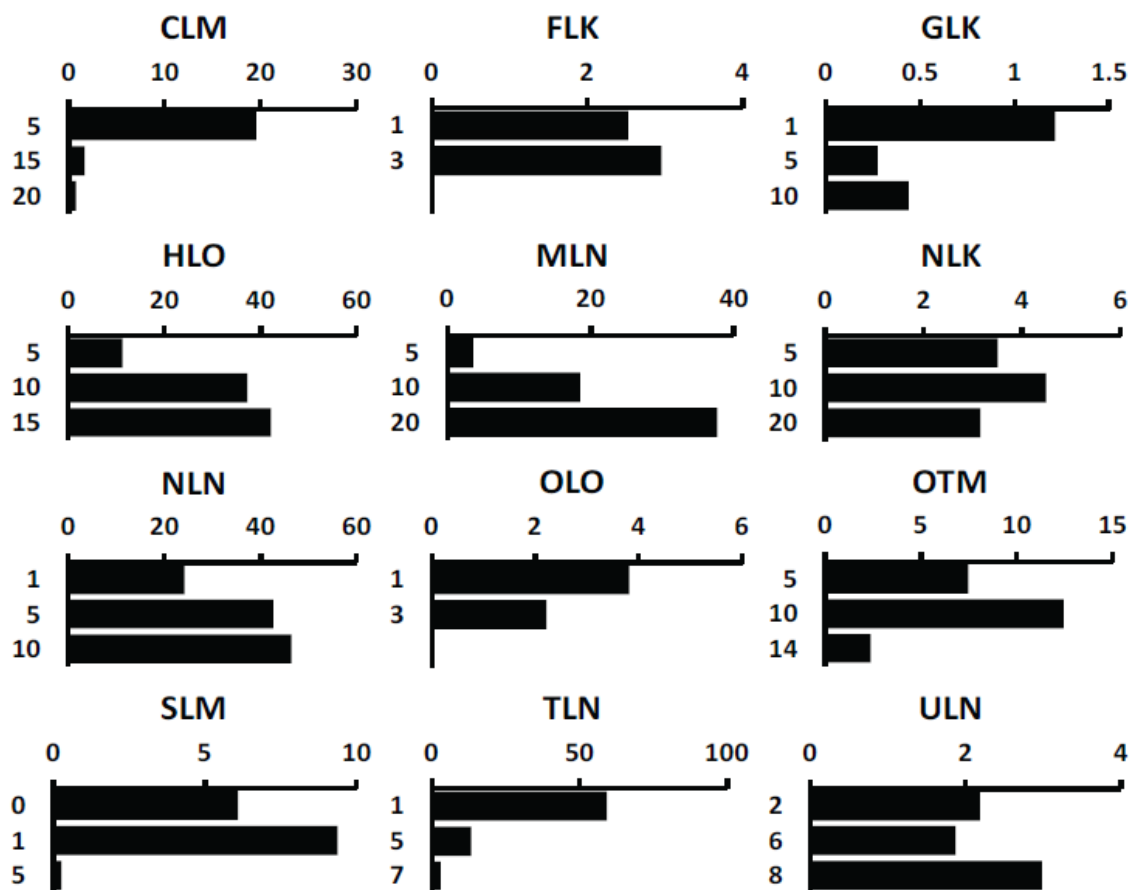 CLM FLK GLK
0 10 20 30 0 2 4 0 0.5 1 1.5
5 1 1
15 3 5
20 10
HLO MLN NLK
0 20 40 60 0 20 40 0 2 4 6
5 5 5
10 10 10
15 20 20
NLN OLO OTM
0 20 40 60 0 2 4 6 0 5 10 15
1 1 5
5 3 10
10 14
SLM TLN ULN
0 5 10 0 50 100 0 2 4
0 1 2
1 5 6
5 7 8